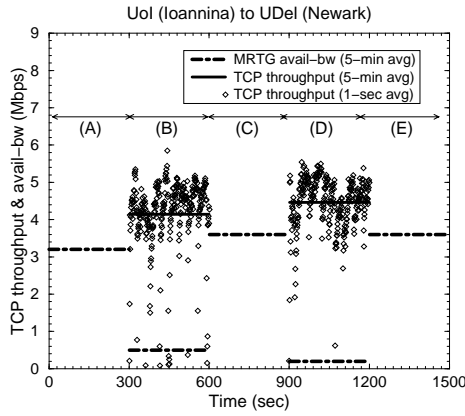 UoI (Ioannina) to UDel (Newark)
9
8
7
6
5
4
3
2
1
0
TCP throughput & avail−bw (Mbps)
MRTG avail−bw (5−min avg)
TCP throughput (5−min avg)
TCP throughput (1−sec avg)
(A) (B) (C) (D) (E)
0 300 600 900 1200 1500
Time (sec)